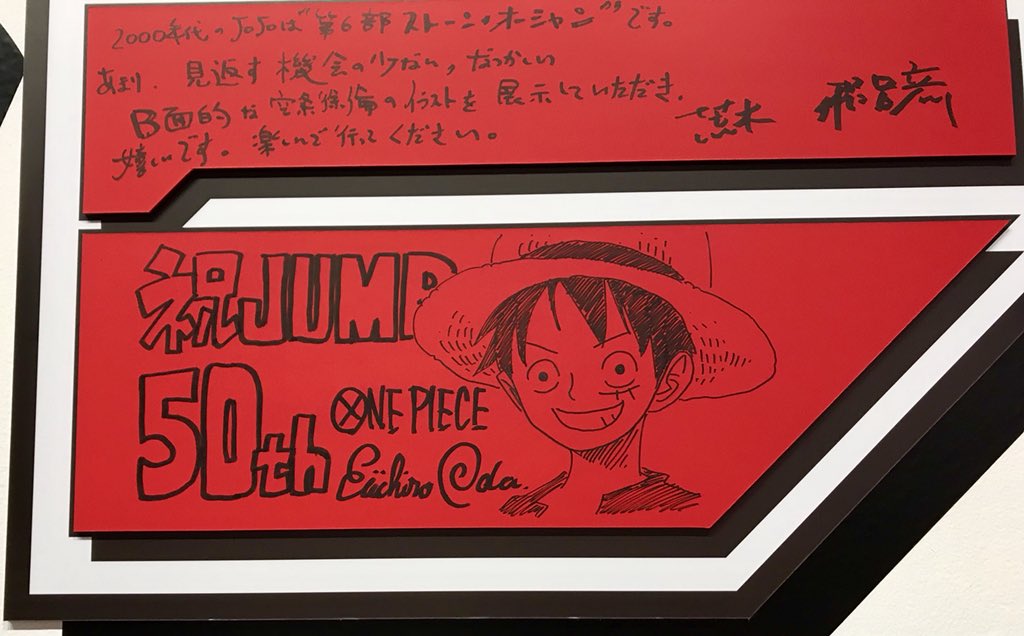 2000年代のJoJoは"第6部 ストーン・オーシャン"です。
あまり、見返す機会の少ない、なつかしい
B面的な空条徐倫のイラストを展示していただき、
嬉しいです。楽しんで行ってください。
荒木 飛呂彦
祝JUMP
50th
ONE PIECE
Eiichiro Oda.